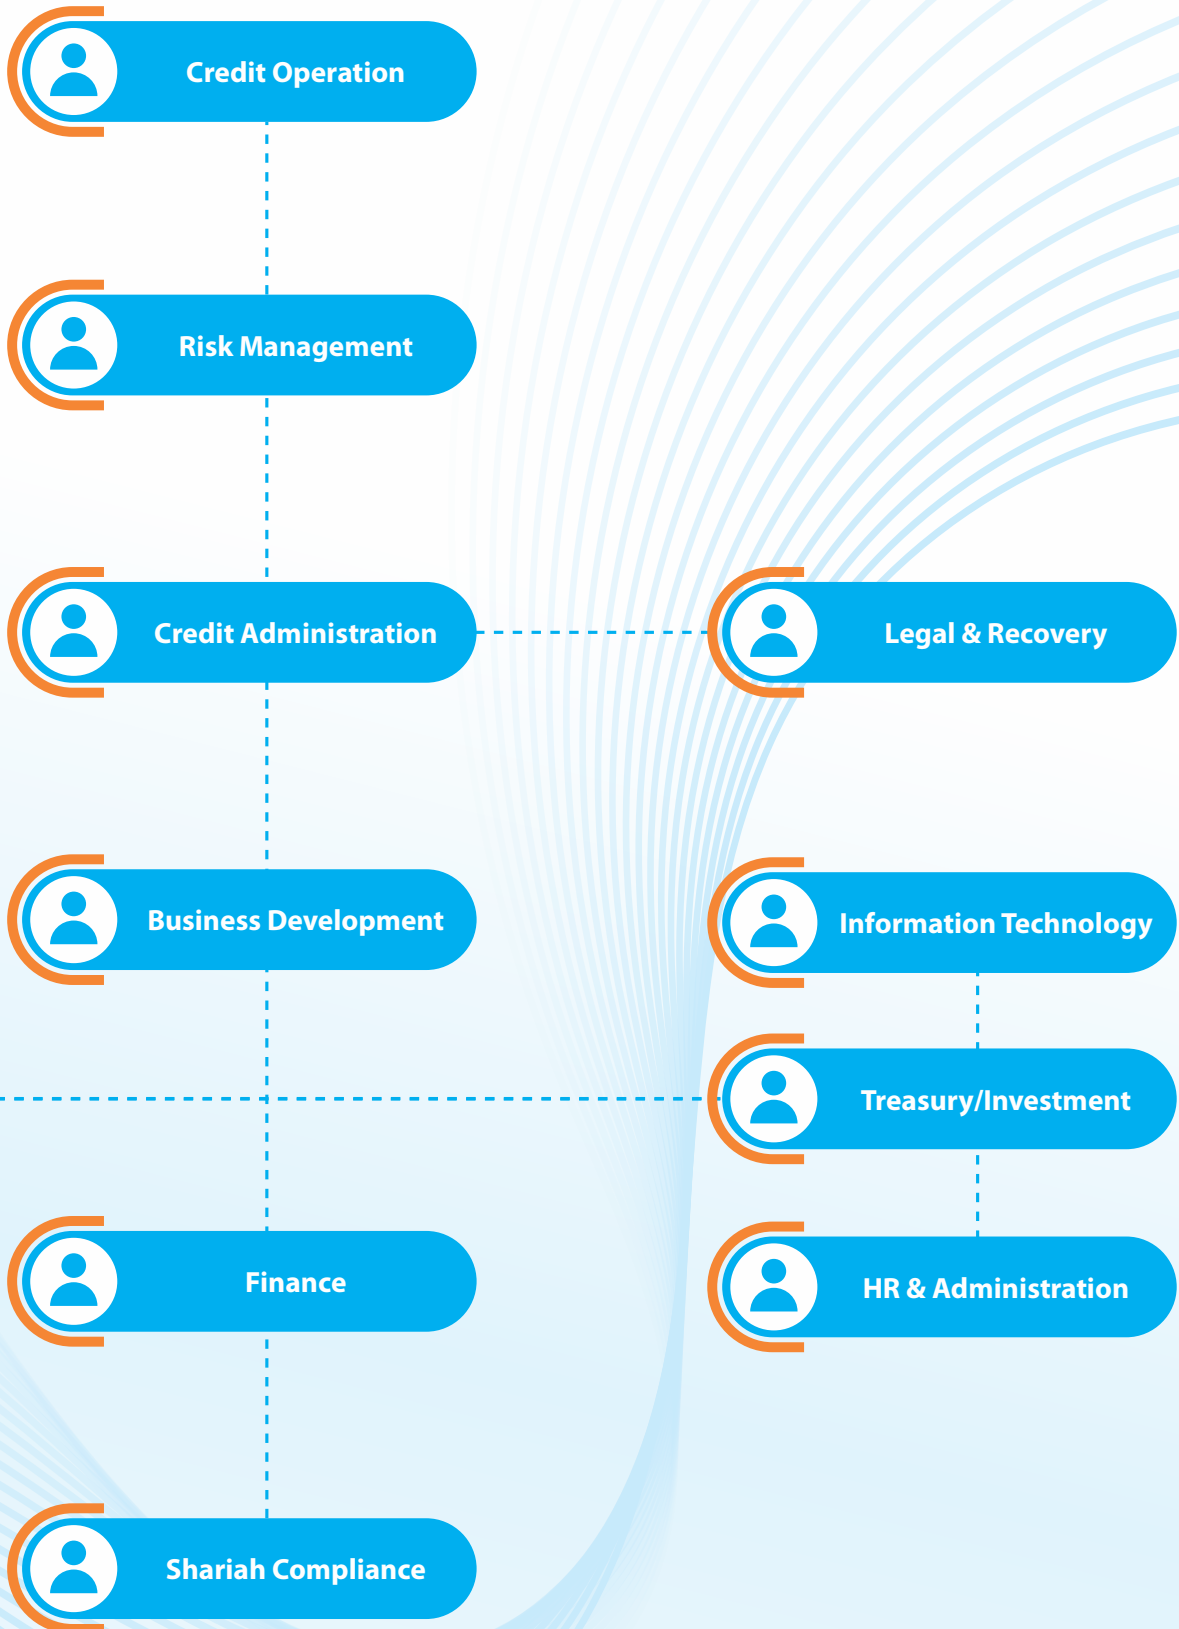 Credit Operation
Risk Management
Credit Administration
Legal & Recovery
Business Development
Information Technology
Treasury/Investment
Finance
HR & Administration
Shariah Compliance